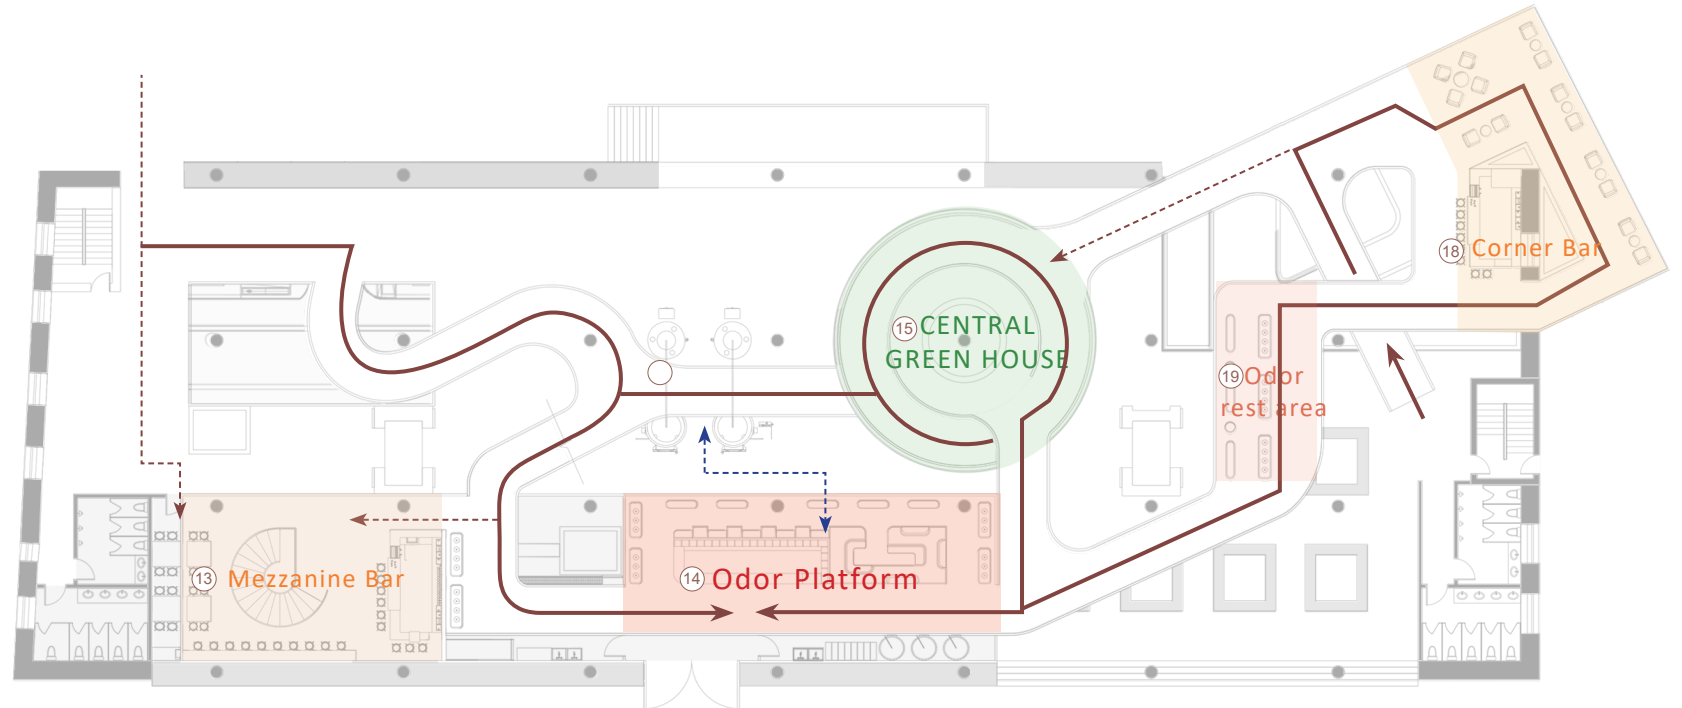 15 CENTRAL
GREEN HOUSE
18 Corner Bar
19 Odor
rest area
13 Mezzanine Bar
14 Odor Platform